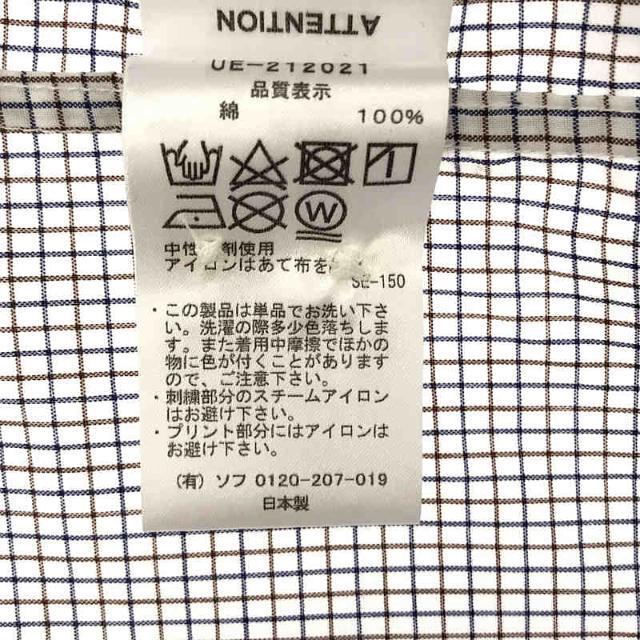 ATTENTION
UE-212021
品質表示
綿 100%
W
中性 剤使用
アイロンはあて布を
SE-150
・この製品は単品でお洗い下さ
い。洗濯の際多少色落ちしま
す。また着用中摩擦でほかの
物に色が付くことがあります
ので、ご注意下さい。
・刺繍部分のスチームアイロン
はお避け下さい。
・プリント部分にはアイロンは
お避け下さい。
(有) ソフ 0120-207-019
日本製